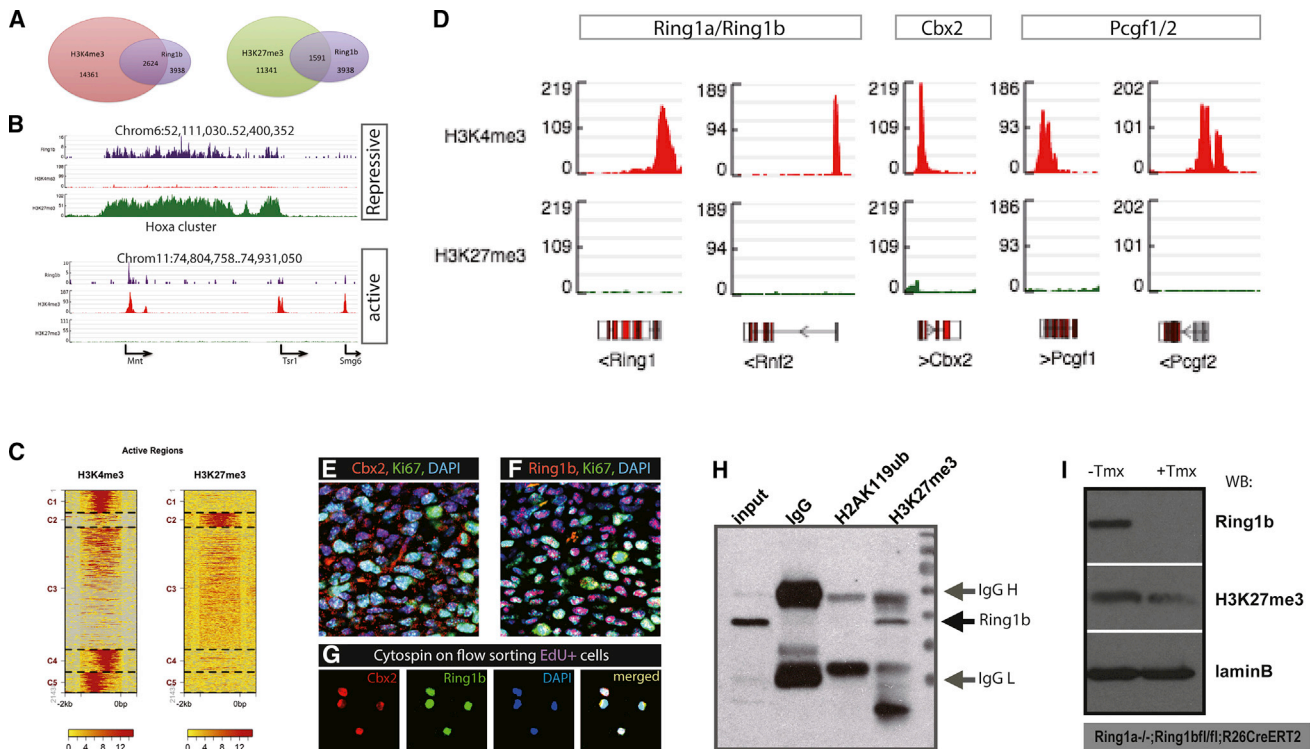 A
H3K4me3
14361
2624
Ring1b
3938
H3K27me3
11341
1591
Ring1b
3938
B
Chrom6:52,111,030..52,400,352
Ring1b
H3K4me3
H3K27me3
Hoxa cluster
Repressive
Chrom11:74,804,758..74,931,050
Ring1b
H3K4me3
H3K27me3
Mnt
Tsr1
Smg6
active
C
Active Regions
H3K4me3
H3K27me3
C1
C2
C3
C4
C5
C1
C2
C3
C4
C5
-2kb 0bp
-2kb 0bp
0 4 8 12
0 4 8 12
D
Ring1a/Ring1b
Cbx2
Pcgf1/2
H3K4me3
219 109 0
189 94 0
219 109 0
186 93 0
202 101 0
H3K27me3
219 109 0
189 94 0
219 109 0
186 93 0
202 101 0
<Ring1
<Rnf2
>Cbx2
>Pcgf1
<Pcgf2
E
Cbx2, Ki67, DAPI
F
Ring1b, Ki67, DAPI
G
Cytospin on flow sorting EdU+ cells
Cbx2
Ring1b
DAPI
merged
H
input
IgG
H2AK119ub
H3K27me3
IgG H
Ring1b
IgG L
I
-Tmx +Tmx
WB:
Ring1b
H3K27me3
laminB
Ring1a-/-;Ring1bfl/fl;R26CreERT2